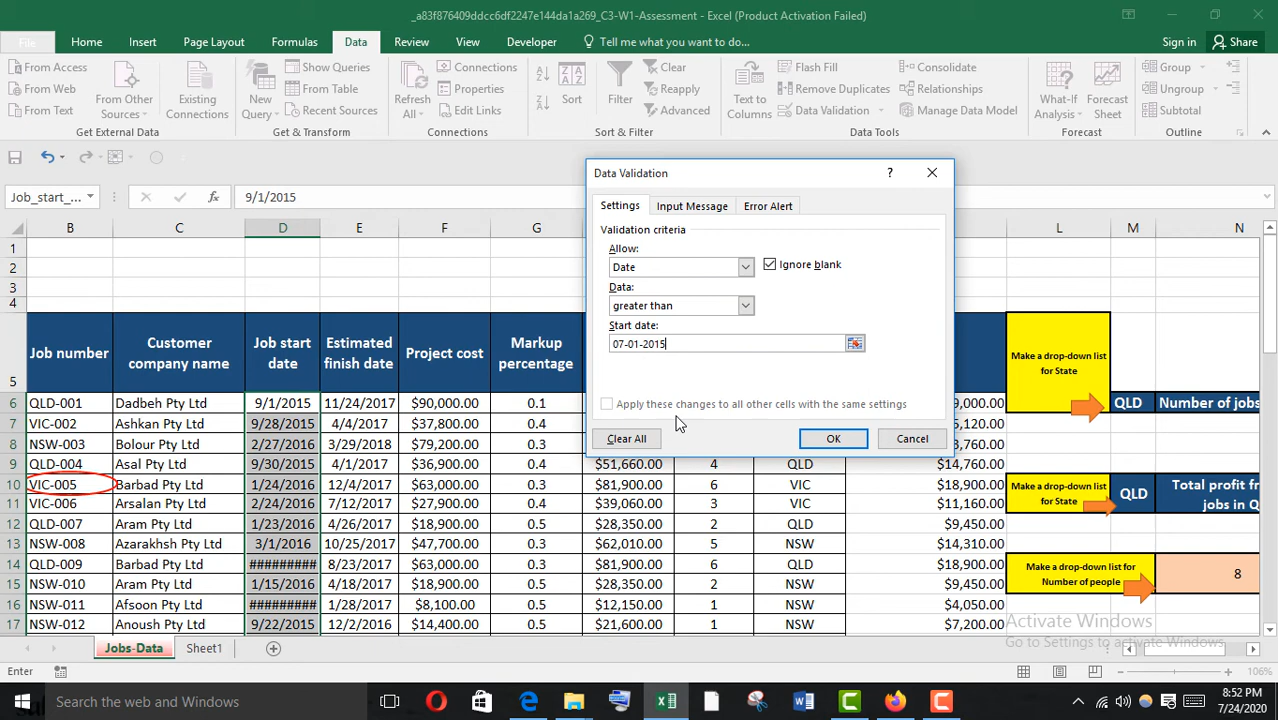 _a83f876409ddcc6df2247e144da1a269_C3-W1-Assessment - Excel (Product Activation Failed)
File Home Insert Page Layout Formulas Data Review View Developer Tell me what you want to do... Sign in Share
From Access
From Web
From Text
From Other Sources
Existing Connections
Get External Data
New Query
Show Queries
From Table
Recent Sources
Get & Transform
Refresh All
Connections
Properties
Edit Links
Connections
Sort
Filter
Clear
Reapply
Advanced
Sort & Filter
Text to Columns
Flash Fill
Remove Duplicates
Data Validation
Consolidate
Relationships
Manage Data Model
Data Tools
What-If Analysis
Forecast Sheet
Forecast
Group
Ungroup
Subtotal
Outline
Job_start_... fx 9/1/2015
B C D E F G L M N
1
2
3
4
5
Job number
Customer company name
Job start date
Estimated finish date
Project cost
Markup percentage
6 QLD-001 Dadbeh Pty Ltd 9/1/2015 11/24/2017 $90,000.00 0.1 9,000.00
7 VIC-002 Ashkan Pty Ltd 9/28/2015 4/4/2017 $37,800.00 0.4 5,120.00
8 NSW-003 Bolour Pty Ltd 2/27/2016 3/29/2018 $79,200.00 0.3 3,760.00
9 QLD-004 Asal Pty Ltd 9/30/2015 4/1/2017 $36,900.00 0.4 $51,660.00 4 QLD $14,760.00
10 VIC-005 Barbad Pty Ltd 1/24/2016 12/4/2017 $63,000.00 0.3 $81,900.00 6 VIC $18,900.00
11 VIC-006 Arsalan Pty Ltd 2/24/2016 7/12/2017 $27,900.00 0.4 $39,060.00 3 VIC $11,160.00
12 QLD-007 Aram Pty Ltd 1/23/2016 4/26/2017 $18,900.00 0.5 $28,350.00 2 QLD $9,450.00
13 NSW-008 Azarakhsh Pty Ltd 3/1/2016 10/25/2017 $47,700.00 0.3 $62,010.00 5 NSW $14,310.00
14 QLD-009 Barbad Pty Ltd ######### 8/23/2017 $63,000.00 0.3 $81,900.00 6 QLD $18,900.00
15 NSW-010 Aram Pty Ltd 1/15/2016 4/18/2017 $18,900.00 0.5 $28,350.00 2 NSW $9,450.00
16 NSW-011 Afsoon Pty Ltd ######### 1/28/2017 $8,100.00 0.5 $12,150.00 1 NSW $4,050.00
17 NSW-012 Anoush Pty Ltd 9/22/2015 12/2/2016 $14,400.00 0.5 $21,600.00 1 NSW $7,200.00
Make a drop-down list for State
QLD Number of jobs
Make a drop-down list for State
QLD Total profit fr
jobs in Q
Make a drop-down list for Number of people
8
Data Validation ?
Settings Input Message Error Alert
Validation criteria
Allow:
Date
Ignore blank
Data:
greater than
Start date:
07-01-2015
Apply these changes to all other cells with the same settings
Clear All OK Cancel
Activate Windows
Go to Settings to activate Windows.
Jobs-Data Sheet1
Enter 106%
Search the web and Windows
8:52 PM
7/24/2020